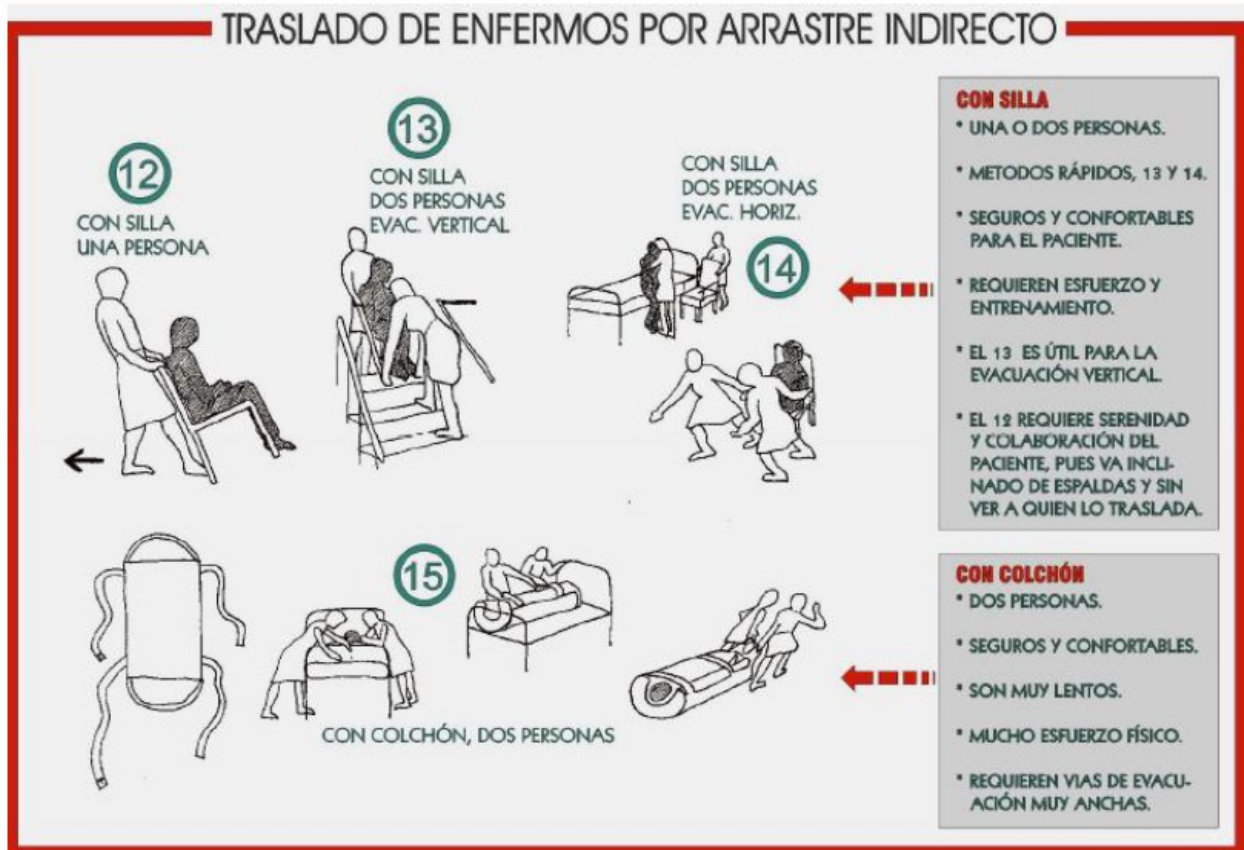 TRASLADO DE ENFERMOS POR ARRASTRE INDIRECTO
12
CON SILLA
UNA PERSONA
13
CON SILLA
DOS PERSONAS
EVAC. VERTICAL
CON SILLA
DOS PERSONAS
EVAC. HORIZ.
14
CON SILLA
* UNA O DOS PERSONAS.
* METODOS RÁPIDOS, 13 Y 14.
* SEGUROS Y CONFORTABLES
PARA EL PACIENTE.
* REQUIEREN ESFUERZO Y
ENTRENAMIENTO.
* EL 13 ES ÚTIL PARA LA
EVACUACIÓN VERTICAL.
* EL 12 REQUIERE SERENIDAD
Y COLABORACIÓN DEL
PACIENTE, PUES VA INCLI-
NADO DE ESPALDAS Y SIN
VER A QUIEN LO TRASLADA.
15
CON COLCHÓN, DOS PERSONAS
CON COLCHÓN
* DOS PERSONAS.
* SEGUROS Y CONFORTABLES.
* SON MUY LENTOS.
* MUCHO ESFUERZO FÍSICO.
* REQUIEREN VIAS DE EVACU-
ACIÓN MUY ANCHAS.